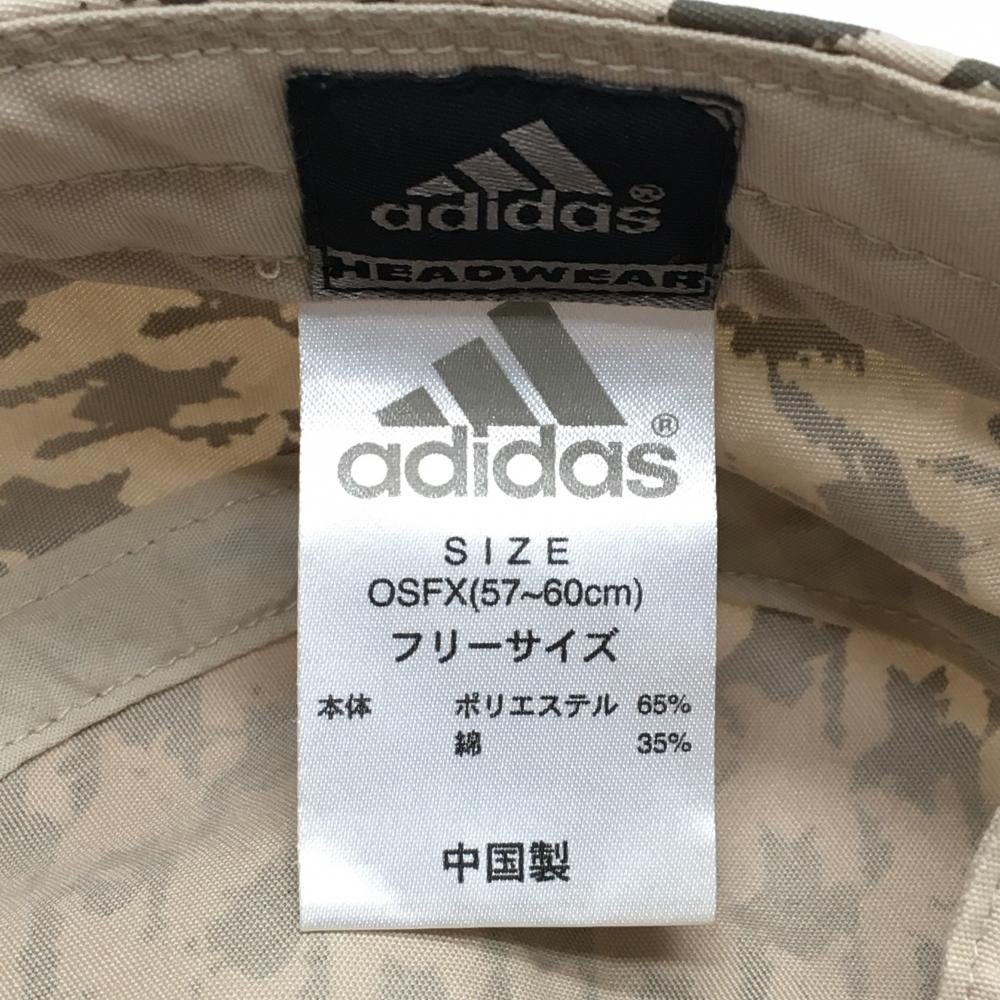 adidas®
HEADWEAR
adidas®
SIZE
OSFX(57~60cm)
フリーサイズ
本体 ポリエステル 65%
綿 35%
中国製